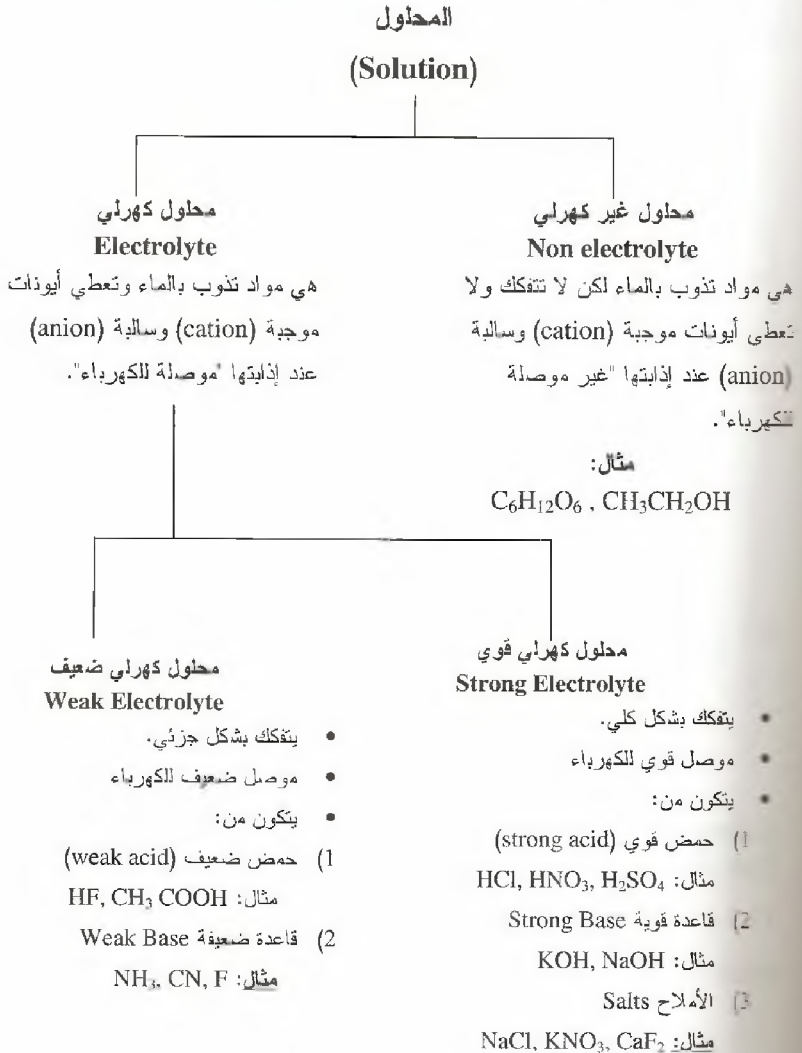 المحلول
(Solution)
محلول غير كهرلي
Non electrolyte
هي مواد تذوب بالماء لكن لا تتفكك ولا
تعطي أيونات موجبة (cation) وسالبة
(anion) عند إذابتها "غير موصلة
للكهرباء".
مثال:
C₆H₁₂O₆ , CH₃CH₂OH
محلول كهرلي
Electrolyte
هي مواد تذوب بالماء وتعطي أيونات
موجبة (cation) وسالبة (anion)
عند إذابتها "موصلة للكهرباء".
محلول كهرلي قوي
Strong Electrolyte
• يتفكك بشكل كلي.
• موصل قوي للكهرباء
• يتكون من:
1) حمض قوي (strong acid)
مثال: HCl, HNO₃, H₂SO₄
2) قاعدة قوية Strong Base
مثال: KOH, NaOH
3) الأملاح Salts
مثال: NaCl, KNO₃, CaF₂
محلول كهرلي ضعيف
Weak Electrolyte
• يتفكك بشكل جزئي.
• موصل ضعيف للكهرباء
• يتكون من:
1) حمض ضعيف (weak acid)
مثال: HF, CH₃ COOH
2) قاعدة ضعيفة Weak Base
مثال: NH₃, CN, F